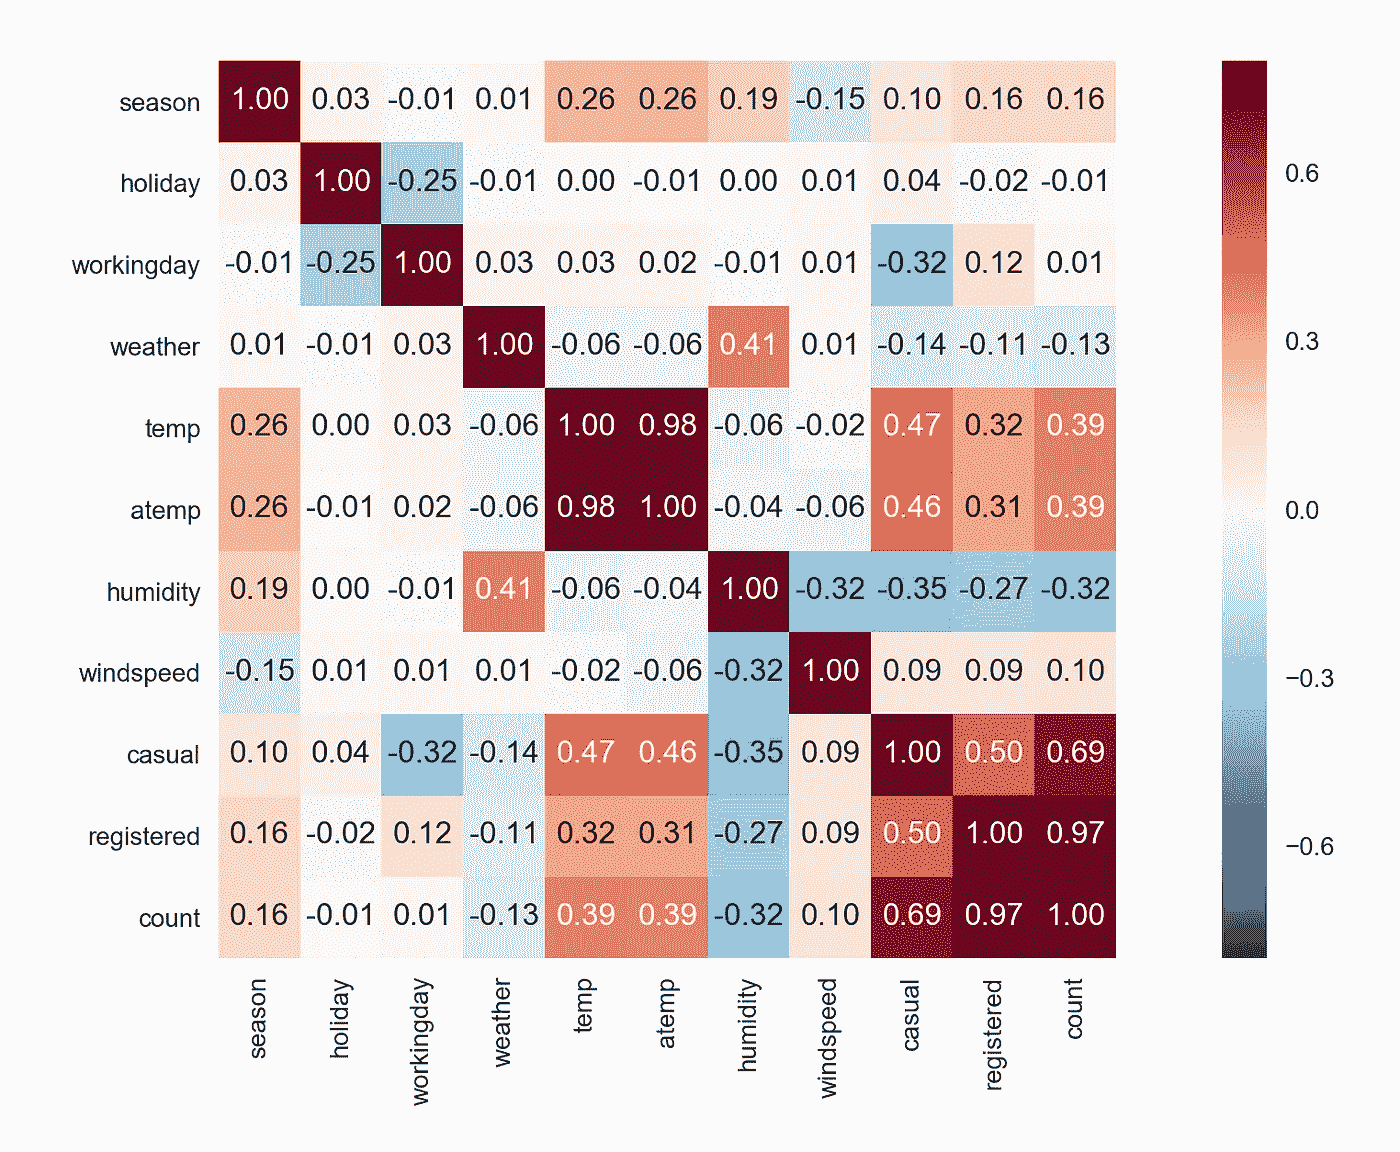 season 1.00 0.03 -0.01 0.01 0.26 0.26 0.19 -0.15 0.10 0.16 0.16
holiday 0.03 1.00 -0.25 -0.01 0.00 -0.01 0.00 0.01 0.04 -0.02 -0.01
workingday -0.01 -0.25 1.00 0.03 0.03 0.02 -0.01 0.01 -0.32 0.12 0.01
weather 0.01 -0.01 0.03 1.00 -0.06 -0.06 0.41 0.01 -0.14 -0.11 -0.13
temp 0.26 0.00 0.03 -0.06 1.00 0.98 -0.06 -0.02 0.47 0.32 0.39
atemp 0.26 -0.01 0.02 -0.06 0.98 1.00 -0.04 -0.06 0.46 0.31 0.39
humidity 0.19 0.00 -0.01 0.41 -0.06 -0.04 1.00 -0.32 -0.35 -0.27 -0.32
windspeed -0.15 0.01 0.01 0.01 -0.02 -0.06 -0.32 1.00 0.09 0.09 0.10
casual 0.10 0.04 -0.32 -0.14 0.47 0.46 -0.35 0.09 1.00 0.50 0.69
registered 0.16 -0.02 0.12 -0.11 0.32 0.31 -0.27 0.09 0.50 1.00 0.97
count 0.16 -0.01 0.01 -0.13 0.39 0.39 -0.32 0.10 0.69 0.97 1.00
season holiday workingday weather temp atemp humidity windspeed casual registered count
0.6
0.3
0.0
−0.3
−0.6